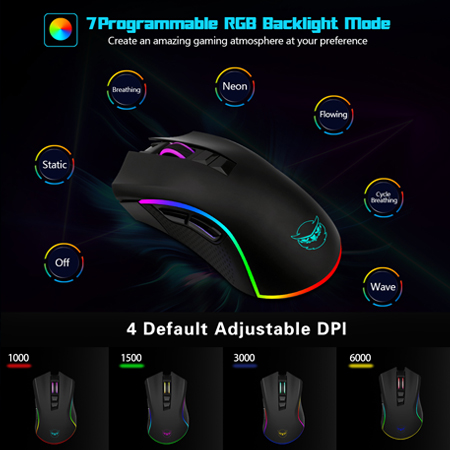 7Programmable RGB Backlight Mode
Create an amazing gaming atmosphere at your preference
Breathing
Neon
Flowing
Static
Cycle
Breathing
Off
Wave
4 Default Adjustable DPI
1000
1500
3000
6000